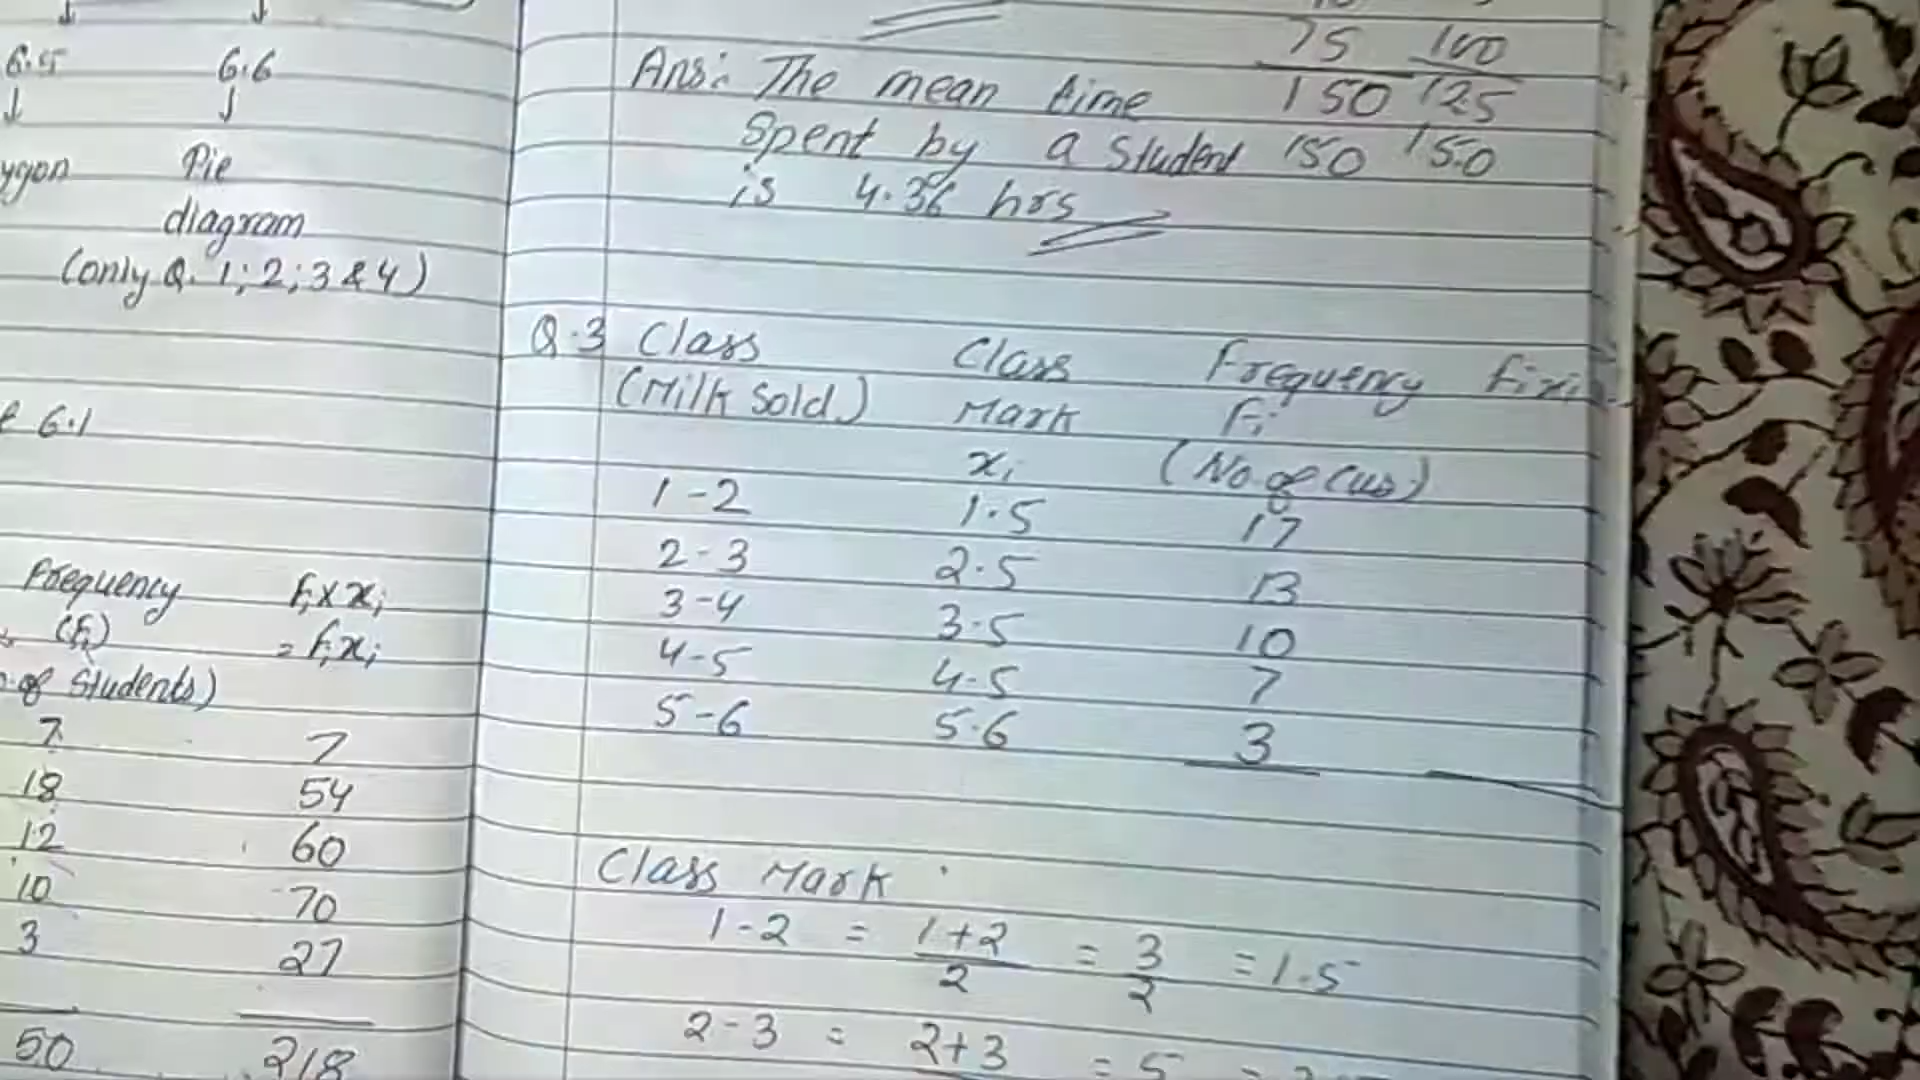 6.5 6.6
Pie
diagram
(only Q. 1; 2; 3 & 4)
6.1
Frequency Fi x xi
(Fi) = Fixi
of Students)
7 7
18 54
12 60
10 70
3 27
50 218
75 100
Ans: The mean time 150 125
Spent by a Student 150 150
is 4.36 hrs
Q.3 Class Class Frequency Fixi
(Milk Sold) Mark Fi
xi (No. of Cus)
1-2 1.5 17
2-3 2.5 13
3-4 3.5 10
4-5 4.5 7
5-6 5.6 3
Class Mark
1-2 = 1+2 = 3 = 1.5
2 2
2-3 = 2+3 = 5 =